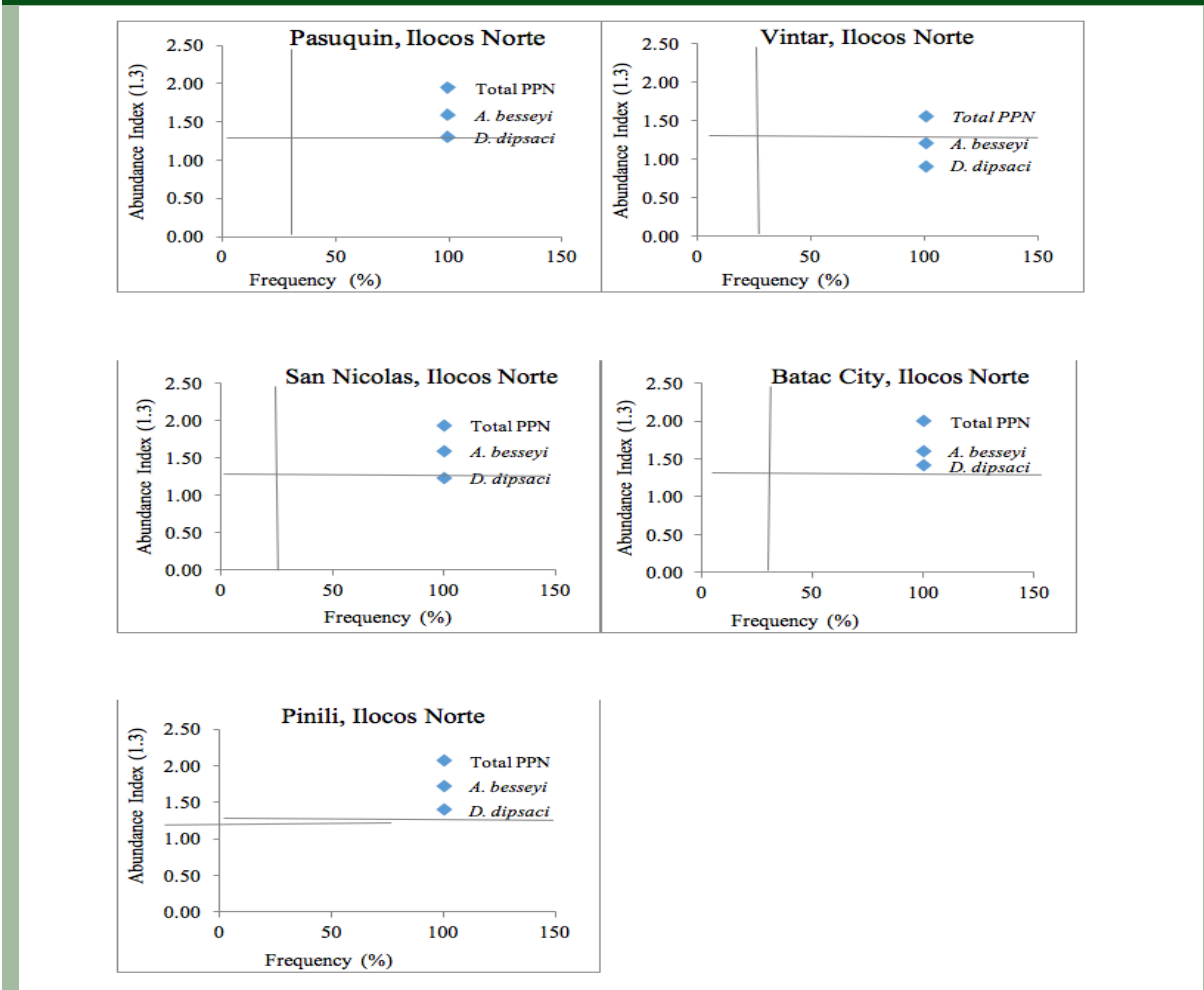 Pasuquin, Ilocos Norte
Abundance Index (1.3)
2.50
2.00
1.50
1.00
0.50
0.00
Total PPN
A. besseyi
D. dipsaci
0 50 100 150
Frequency (%)
Vintar, Ilocos Norte
Abundance Index (1.3)
2.50
2.00
1.50
1.00
0.50
0.00
Total PPN
A. besseyi
D. dipsaci
0 50 100 150
Frequency (%)
San Nicolas, Ilocos Norte
Abundance Index (1.3)
2.50
2.00
1.50
1.00
0.50
0.00
Total PPN
A. besseyi
D. dipsaci
0 50 100 150
Frequency (%)
Batac City, Ilocos Norte
Abundance Index (1.3)
2.50
2.00
1.50
1.00
0.50
0.00
Total PPN
A. besseyi
D. dipsaci
0 50 100 150
Frequency (%)
Pinili, Ilocos Norte
Abundance Index (1.3)
2.50
2.00
1.50
1.00
0.50
0.00
Total PPN
A. besseyi
D. dipsaci
0 50 100 150
Frequency (%)